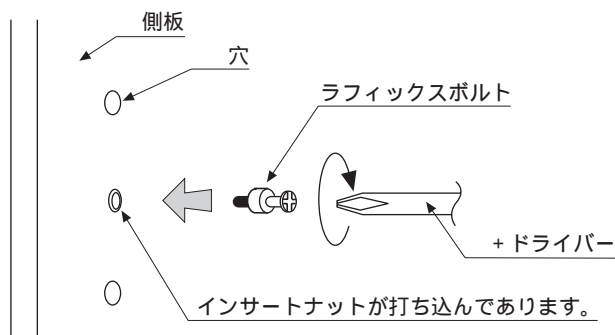 側板
穴
ラフィックスボルト
+ドライバー
インサートナットが打ち込んであります。